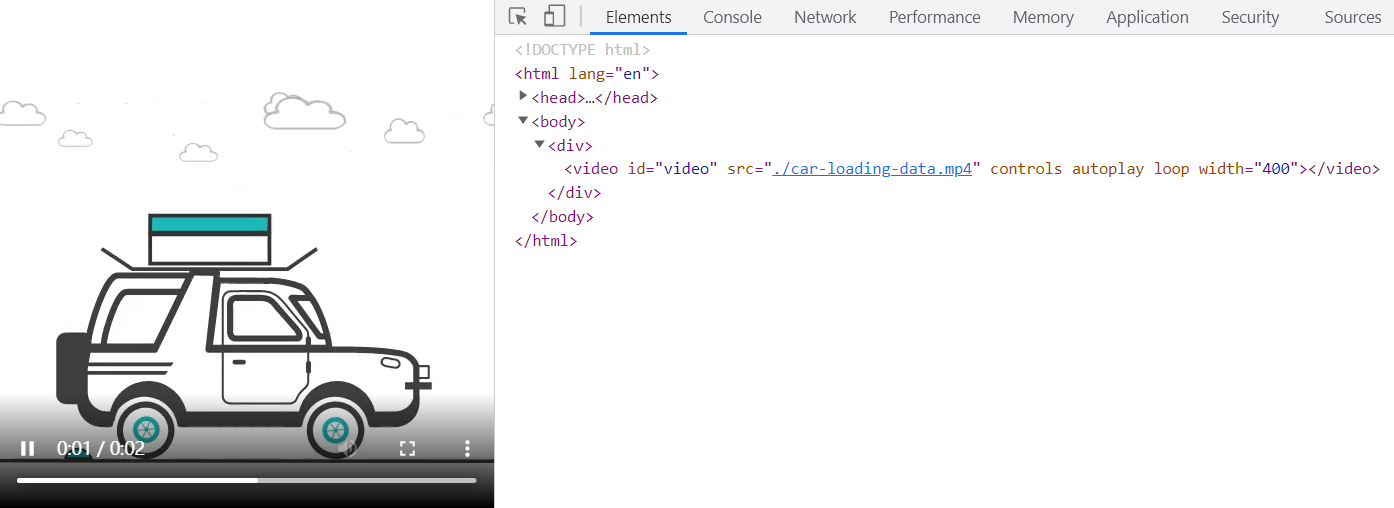 Elements Console Network Performance Memory Application Security Sources
<!DOCTYPE html>
<html lang="en">
<head>…</head>
<body>
<div>
<video id="video" src="./car-loading-data.mp4" controls autoplay loop width="400"></video>
</div>
</body>
</html>
0:01 / 0:02